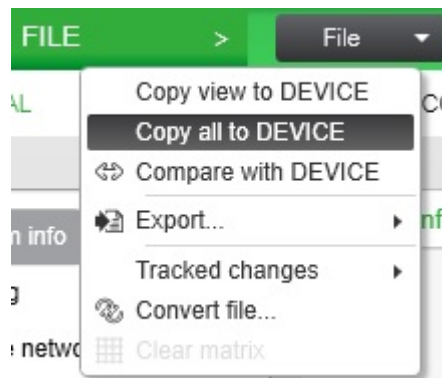 FILE > File
Copy view to DEVICE
Copy all to DEVICE
Compare with DEVICE
Export...
info
Tracked changes
Convert file...
Clear matrix